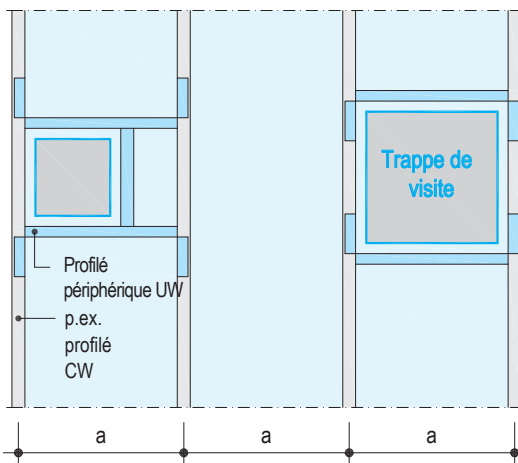 Trappe de
visite
Profilé
périphérique UW
p.ex.
profilé
CW
a
a
a